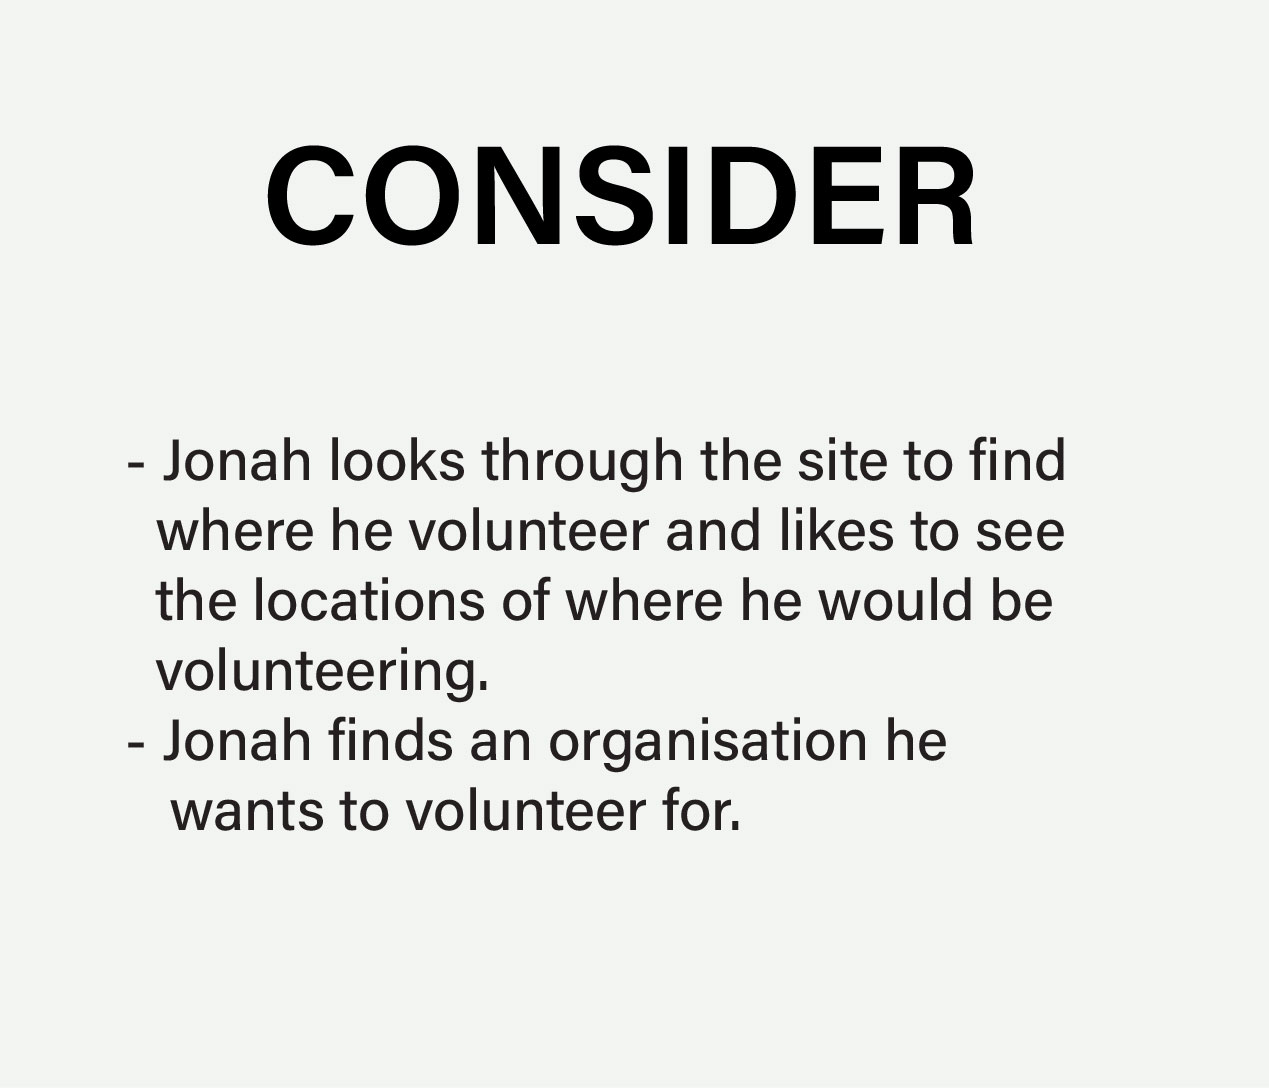 CONSIDER
- Jonah looks through the site to find
where he volunteer and likes to see
the locations of where he would be
volunteering.
- Jonah finds an organisation he
wants to volunteer for.